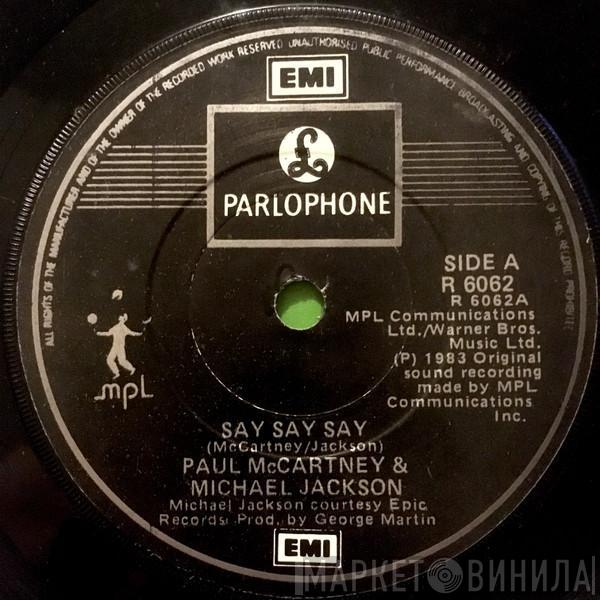 ALL RIGHTS OF THE MANUFACTURER AND OF THE OWNER OF THE RECORDED WORK RESERVED UNAUTHORISED PUBLIC PERFORMANCE BROADCASTING AND COPYING OF THIS RECORD PROHIBITED
EMI
£
PARLOPHONE
SIDE A
R 6062
R 6062A
MPL Communications
Ltd./Warner Bros.
Music Ltd.
(P) 1983 Original
sound recording
made by MPL
Communications
Inc.
mpL
SAY SAY SAY
(McCartney/Jackson)
PAUL McCARTNEY &
MICHAEL JACKSON
Michael Jackson courtesy Epic
Records: Prod. by George Martin
EMI
МАРКЕТ ВИНИЛА